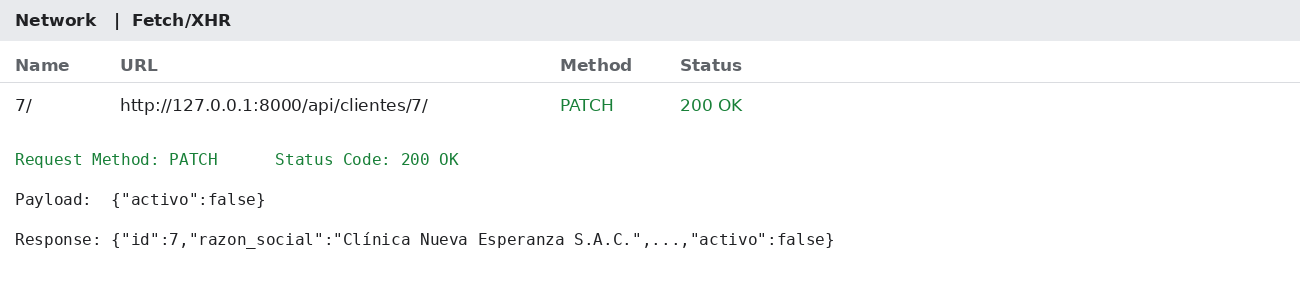 Network | Fetch/XHR
Name URL Method Status
7/ http://127.0.0.1:8000/api/clientes/7/ PATCH 200 OK
Request Method: PATCH Status Code: 200 OK
Payload: {"activo":false}
Response: {"id":7,"razon_social":"Clínica Nueva Esperanza S.A.C.",...,"activo":false}